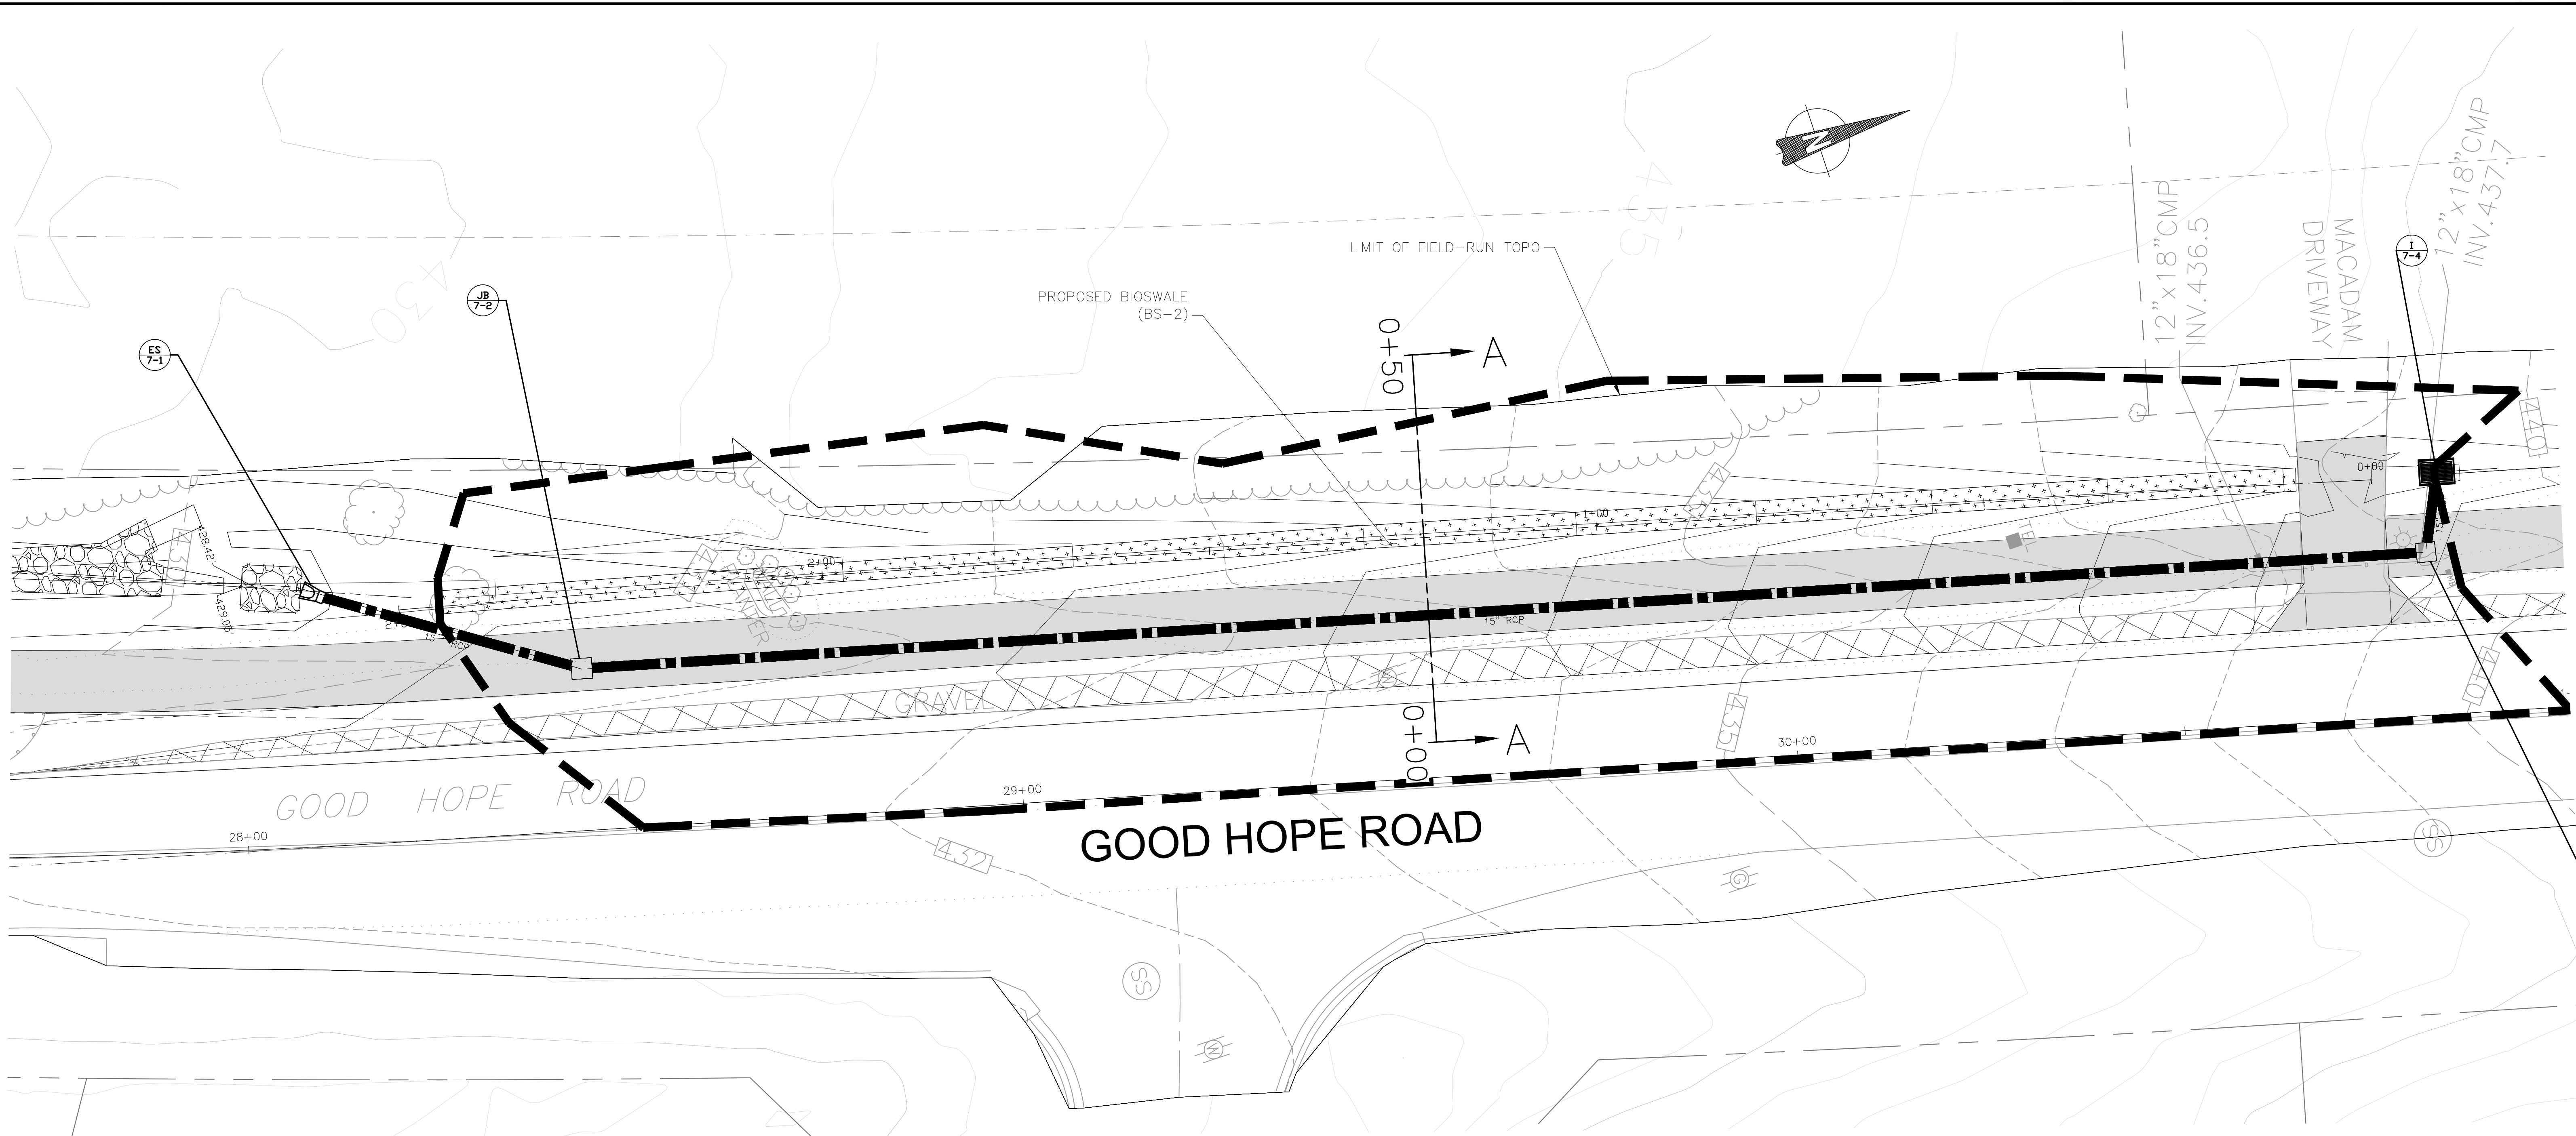 N
12"x18"CMP
INV.437.7
12"x18"CMP
INV.436.5
MACADAM
DRIVEWAY
I
7-4
LIMIT OF FIELD-RUN TOPO
425
PROPOSED BIOSWALE
(BS-2)
420
JB
7-2
ES
7-1
0+50
A
440
0+00
1+00
2+00
428.42'
429.05'
15" RCP
15" RCP
GRAVEL
0+00
A
435
440
30+00
29+00
28+00
GOOD HOPE ROAD
GOOD HOPE ROAD
432
SS
G
SS
W